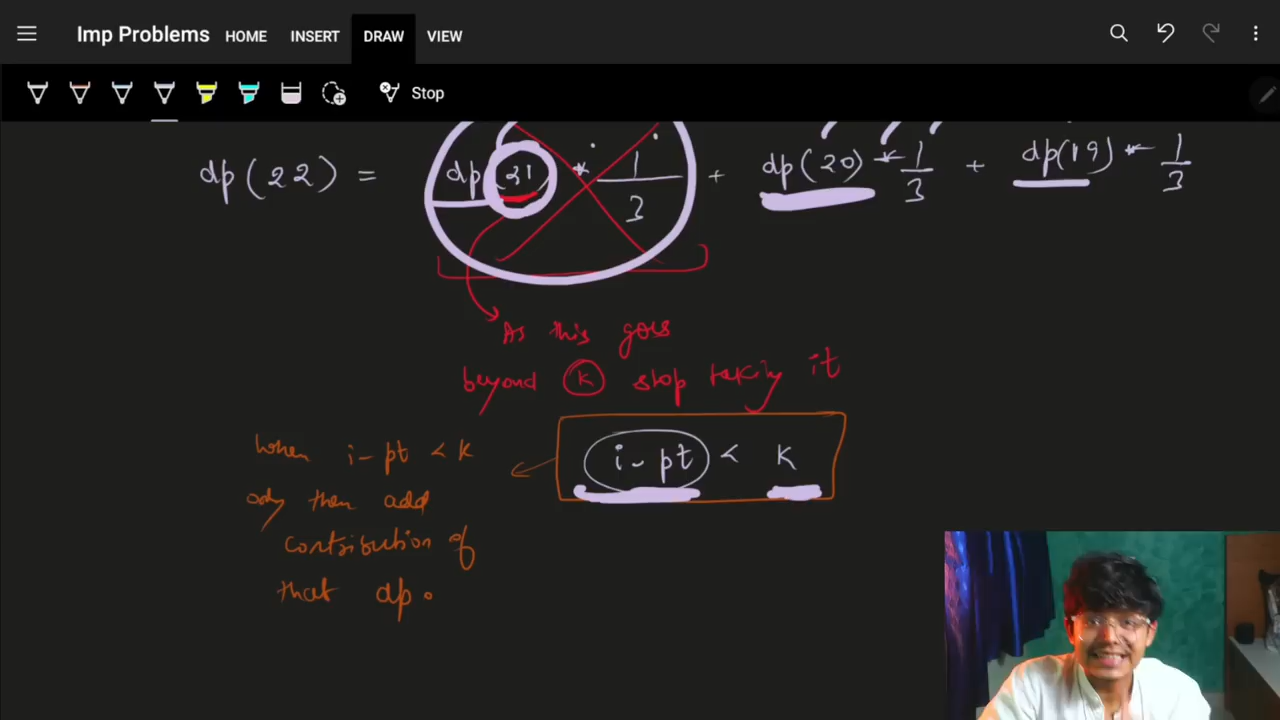 Imp Problems HOME INSERT DRAW VIEW
Stop
dp(22) = dp(21) * 1/3 + dp(20) * 1/3 + dp(19) * 1/3
As this goes
beyond K stop taking it
i - pt < K
When i - pt < K
only then add
contribution of
that dp.